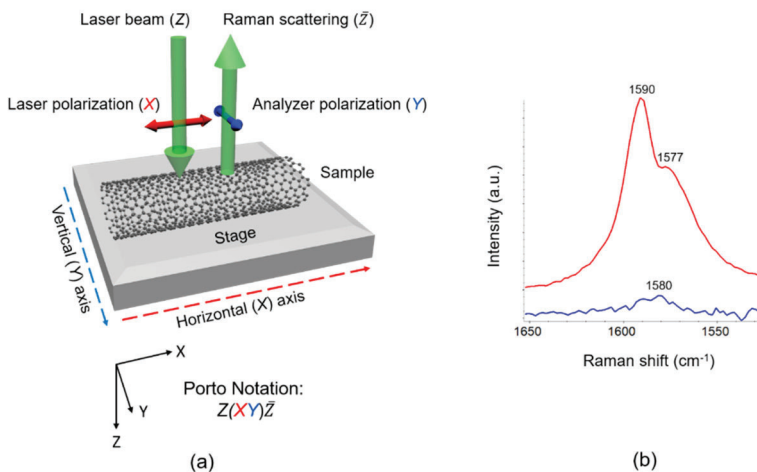 Laser beam (Z)
Raman scattering (Z̄)
Laser polarization (X)
Analyzer polarization (Y)
Sample
Stage
Vertical (Y) axis
Horizontal (X) axis
X
Y
Z
Porto Notation:
Z(XY)Z̄
(a)
1590
1577
1580
Intensity (a.u.)
1650
1600
1550
Raman shift (cm⁻¹)
(b)